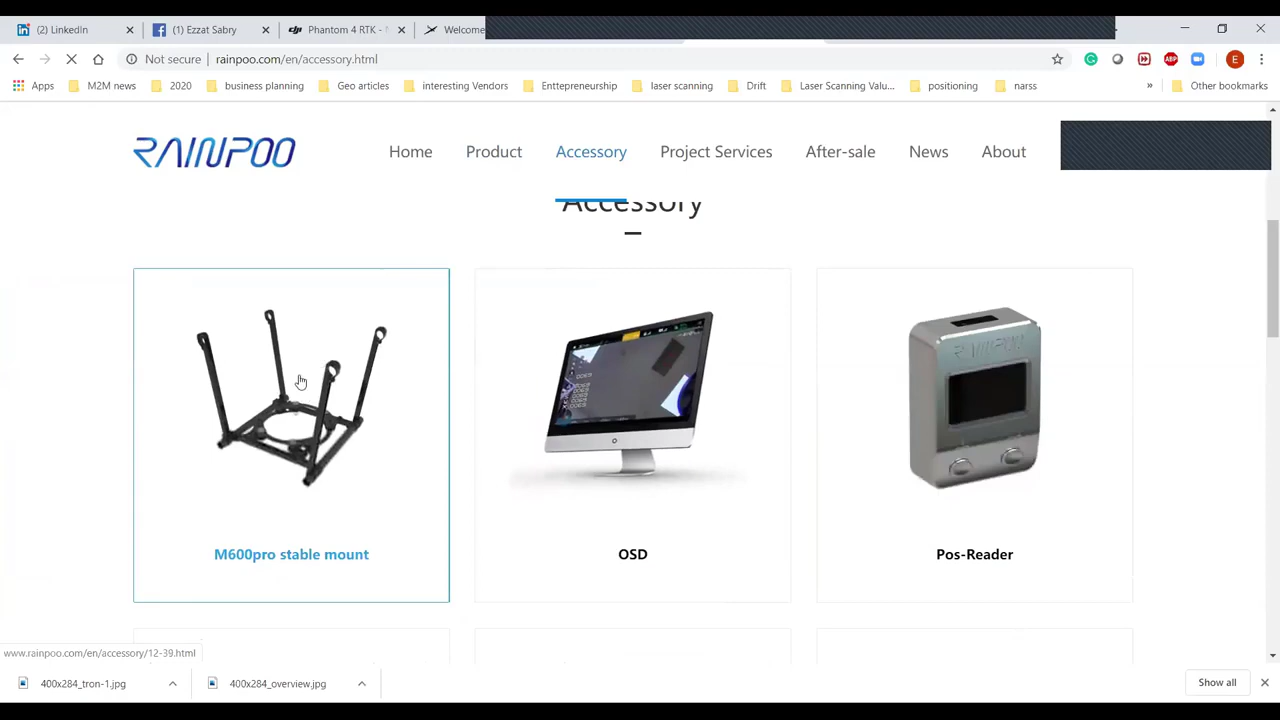 (2) LinkedIn
(1) Ezzat Sabry
Phantom 4 RTK -
Welcome
Not secure
rainpoo.com/en/accessory.html
Apps
M2M news
2020
business planning
Geo articles
interesting Vendors
Enttepreneurship
laser scanning
Drift
Laser Scanning Valu...
positioning
narss
»
Other bookmarks
RAINPOO
Home
Product
Accessory
Project Services
After-sale
News
About
Accessory
RAINPOO
M600pro stable mount
OSD
Pos-Reader
www.rainpoo.com/en/accessory/12-39.html
400x284_tron-1.jpg
400x284_overview.jpg
Show all